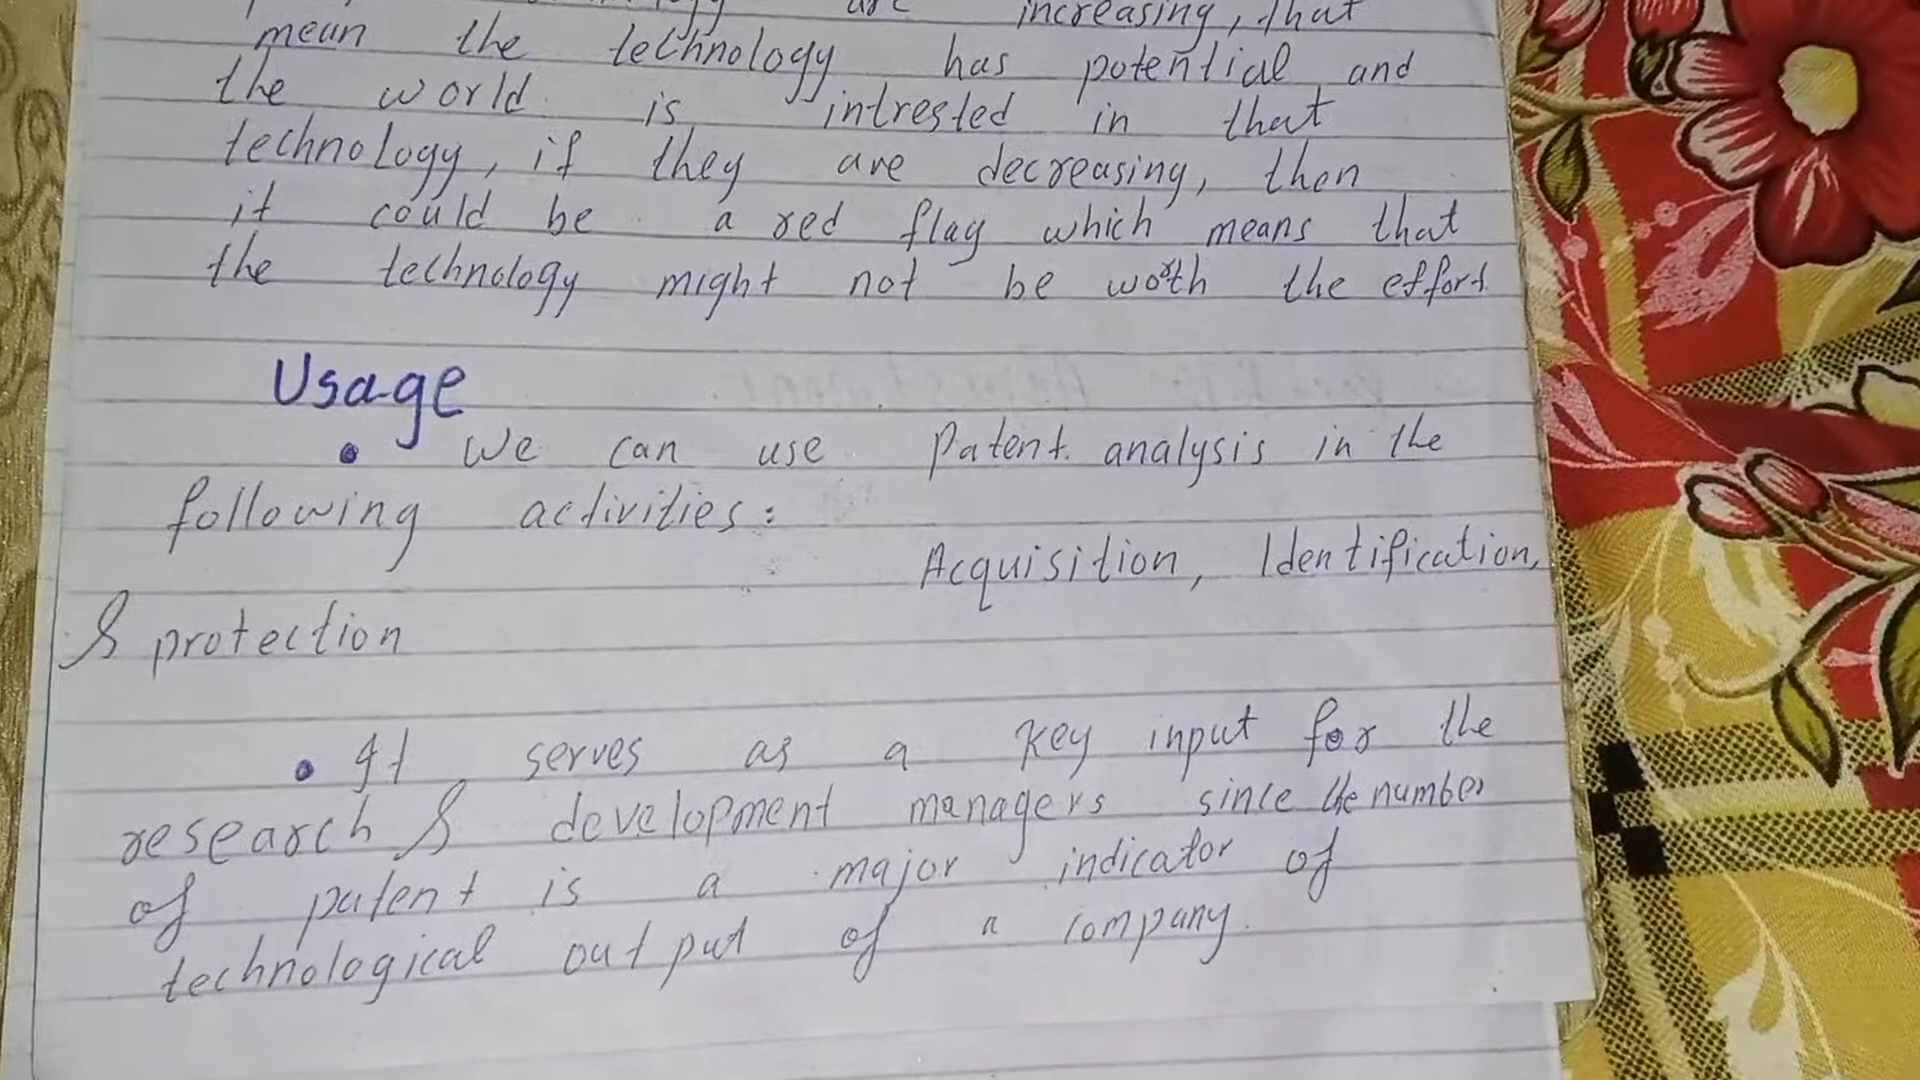 are increasing, that
mean the technology has potential and
the world is intrested in that
technology, if they are decreasing, then
it could be a red flag which means that
the technology might not be worth the effort
Usage
• We can use Patent analysis in the
following activities:
Acquisition, Identification,
& protection
• It serves as a key input for the
research & development managers since the number
of patent is a major indicator of
technological output of a company.